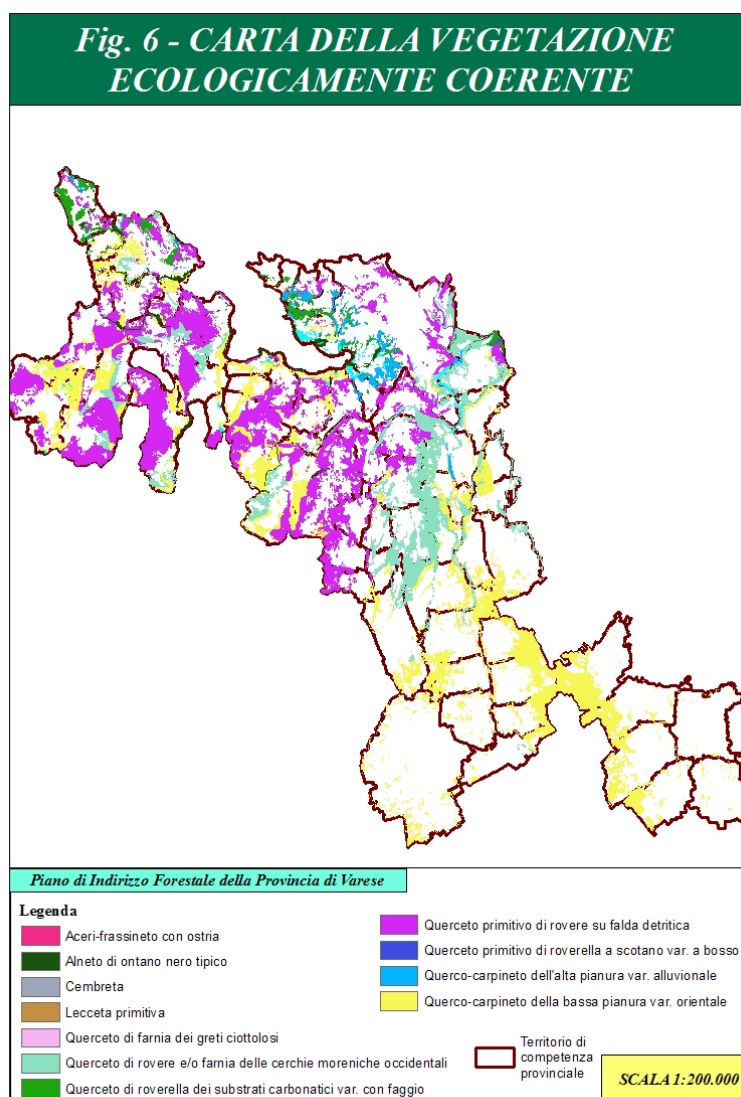 Fig. 6 - CARTA DELLA VEGETAZIONE
ECOLOGICAMENTE COERENTE
Piano di Indirizzo Forestale della Provincia di Varese
Legenda
Aceri-frassineto con ostria
Alneto di ontano nero tipico
Cembreta
Lecceta primitiva
Querceto di farnia dei greti ciottolosi
Querceto di rovere e/o farnia delle cerchie moreniche occidentali
Querceto di roverella dei substrati carbonatici var. con faggio
Querceto primitivo di rovere su falda detritica
Querceto primitivo di roverella a scotano var. a bosso
Querco-carpineto dell'alta pianura var. alluvionale
Querco-carpineto della bassa pianura var. orientale
Territorio di
competenza
provinciale
SCALA 1:200.000